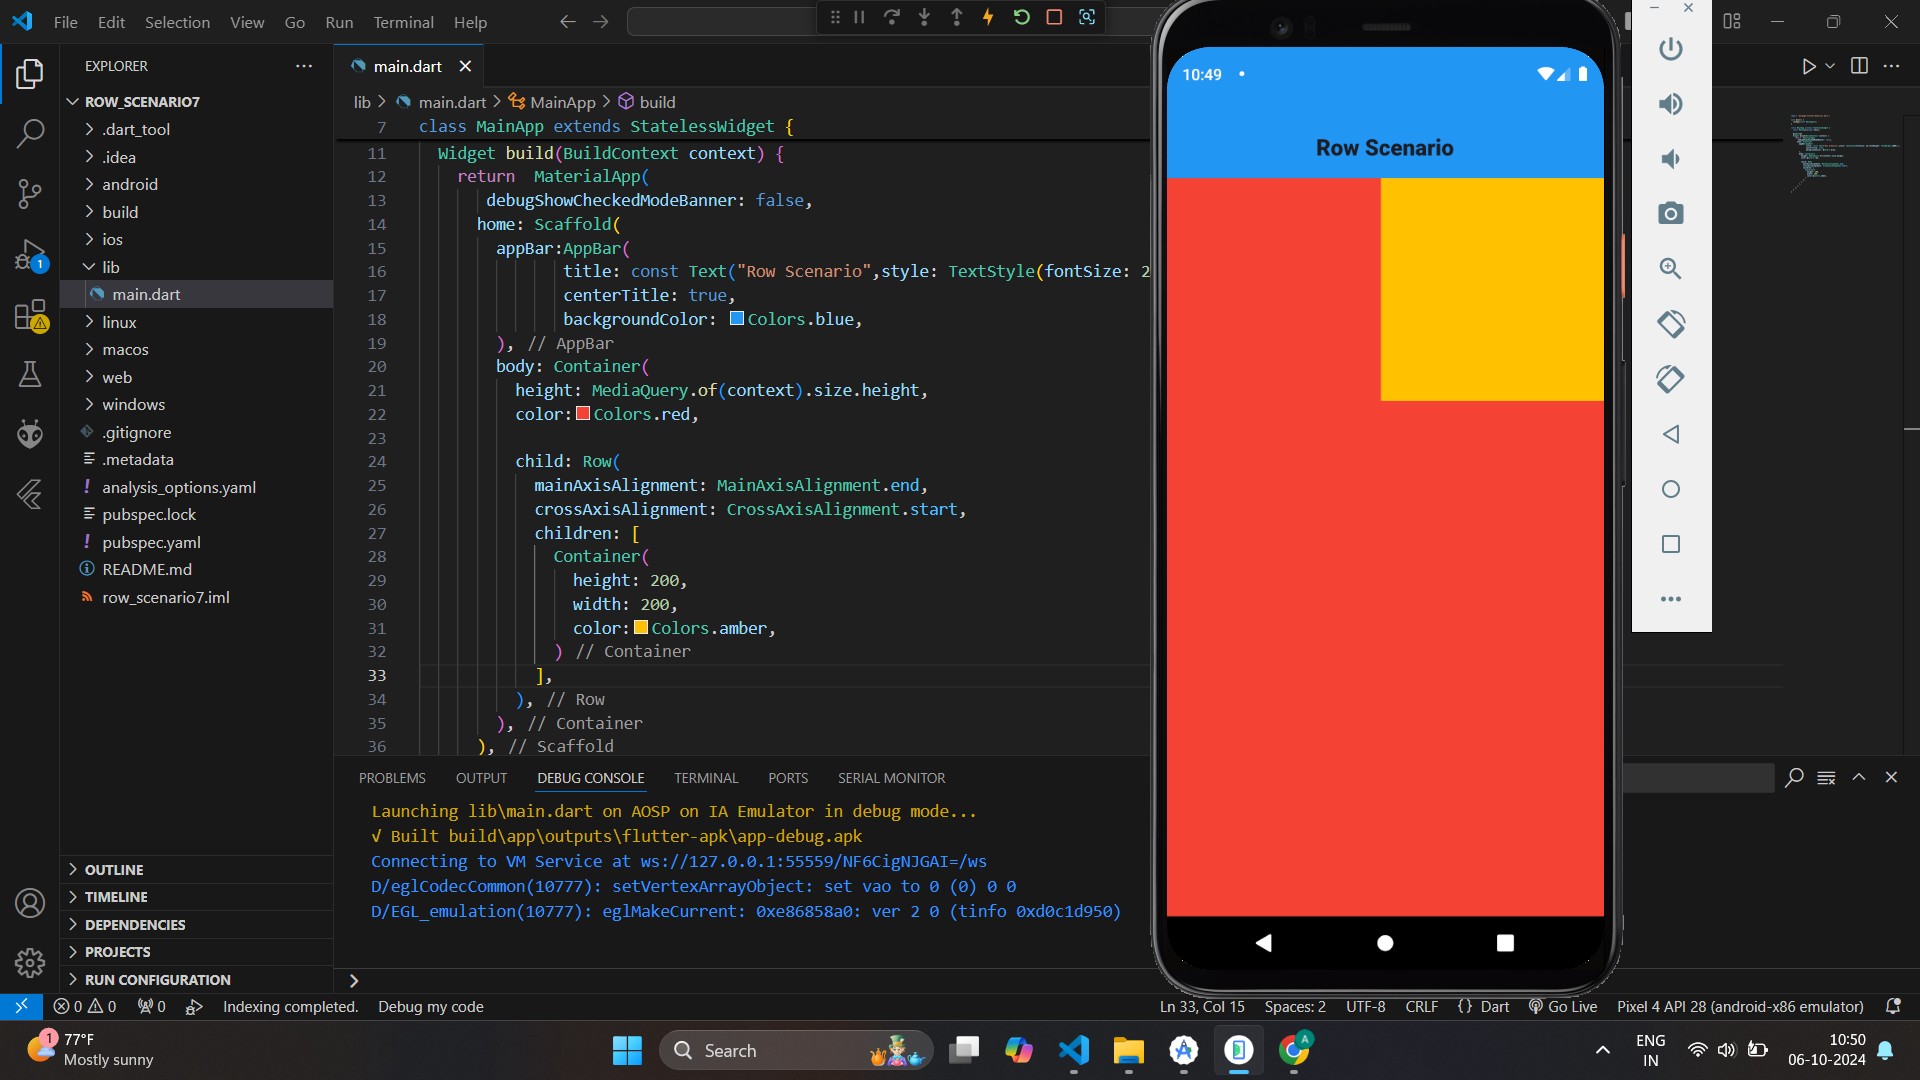 File Edit Selection View Go Run Terminal Help
EXPLORER
ROW_SCENARIO7
.dart_tool
.idea
android
build
ios
lib
main.dart
linux
macos
web
windows
.gitignore
.metadata
analysis_options.yaml
pubspec.lock
pubspec.yaml
README.md
row_scenario7.iml
OUTLINE
TIMELINE
DEPENDENCIES
PROJECTS
RUN CONFIGURATION
1
main.dart
lib > main.dart > MainApp > build
7 class MainApp extends StatelessWidget {
11 Widget build(BuildContext context) {
12 return MaterialApp(
13 debugShowCheckedModeBanner: false,
14 home: Scaffold(
15 appBar:AppBar(
16 title: const Text("Row Scenario",style: TextStyle(fontSize: 2
17 centerTitle: true,
18 backgroundColor: Colors.blue,
19 ), // AppBar
20 body: Container(
21 height: MediaQuery.of(context).size.height,
22 color: Colors.red,
23
24 child: Row(
25 mainAxisAlignment: MainAxisAlignment.end,
26 crossAxisAlignment: CrossAxisAlignment.start,
27 children: [
28 Container(
29 height: 200,
30 width: 200,
31 color: Colors.amber,
32 ) // Container
33 ],
34 ), // Row
35 ), // Container
36 ), // Scaffold
PROBLEMS OUTPUT DEBUG CONSOLE TERMINAL PORTS SERIAL MONITOR
Launching lib\main.dart on AOSP on IA Emulator in debug mode...
√ Built build\app\outputs\flutter-apk\app-debug.apk
Connecting to VM Service at ws://127.0.0.1:55559/NF6CigNJGAI=/ws
D/eglCodecCommon(10777): setVertexArrayObject: set vao to 0 (0) 0 0
D/EGL_emulation(10777): eglMakeCurrent: 0xe86858a0: ver 2 0 (tinfo 0xd0c1d950)
10:49
Row Scenario
0 0 0 Indexing completed. Debug my code Ln 33, Col 15 Spaces: 2 UTF-8 CRLF {} Dart Go Live Pixel 4 API 28 (android-x86 emulator)
1
77°F
Mostly sunny
Search
A
ENG
IN
10:50
06-10-2024